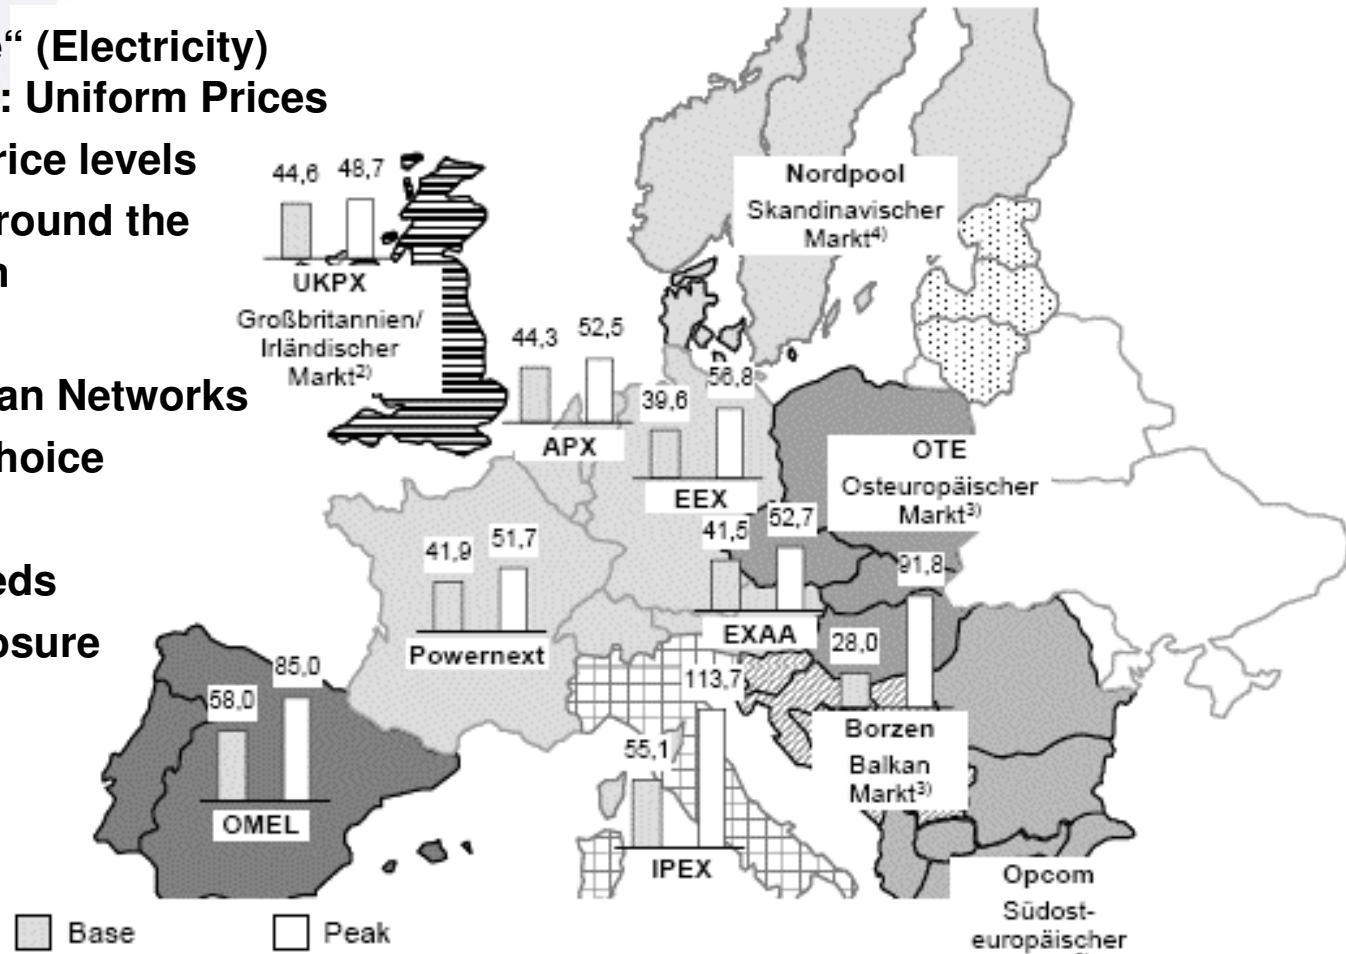 e“ (Electricity)
: Uniform Prices
rice levels
round the
n
an Networks
hoice
eds
osure
44,6 48,7
UKPX
Großbritannien/
Irländischer
Markt2)
Nordpool
Skandinavischer
Markt4)
44,3 52,5
APX
39,6 56,8
EEX
OTE
Osteuropäischer
Markt3)
41,9 51,7
Powernext
41,5 52,7
EXAA
28,0 91,8
Borzen
Balkan
Markt3)
58,0 85,0
OMEL
55,1 113,7
IPEX
Opcom
Südost-
europäischer
Base Peak